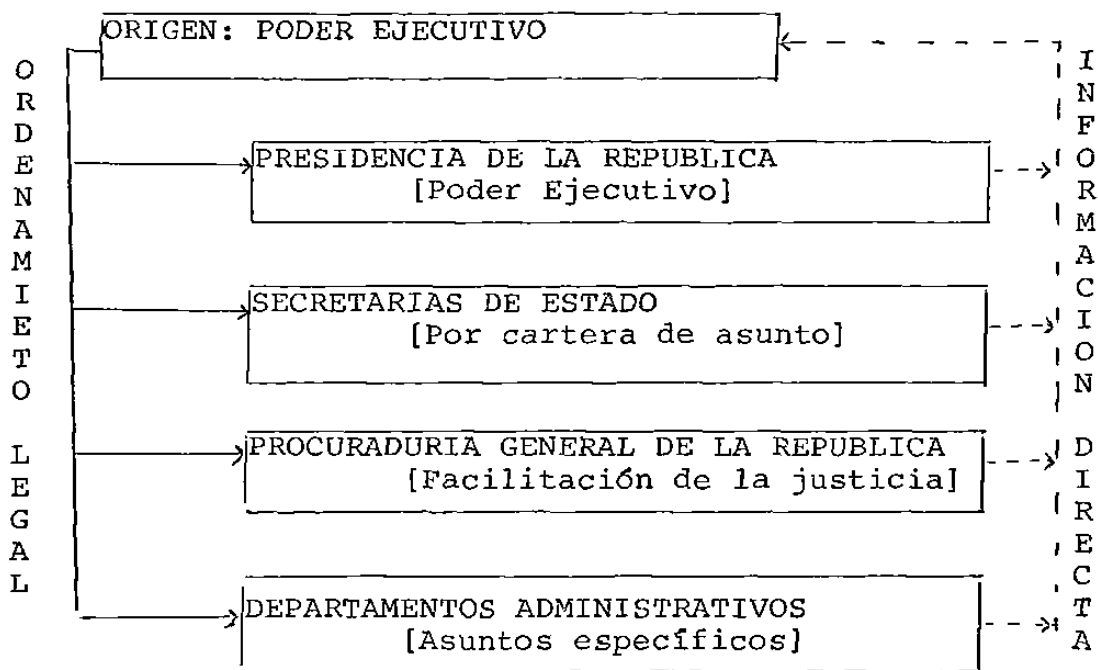 ORIGEN: PODER EJECUTIVO
ORDENAMIETO LEGAL
PRESIDENCIA DE LA REPUBLICA
[Poder Ejecutivo]
SECRETARIAS DE ESTADO
[Por cartera de asunto]
PROCURADURIA GENERAL DE LA REPUBLICA
[Facilitación de la justicia]
DEPARTAMENTOS ADMINISTRATIVOS
[Asuntos específicos]
INFORMACION DIRECTA